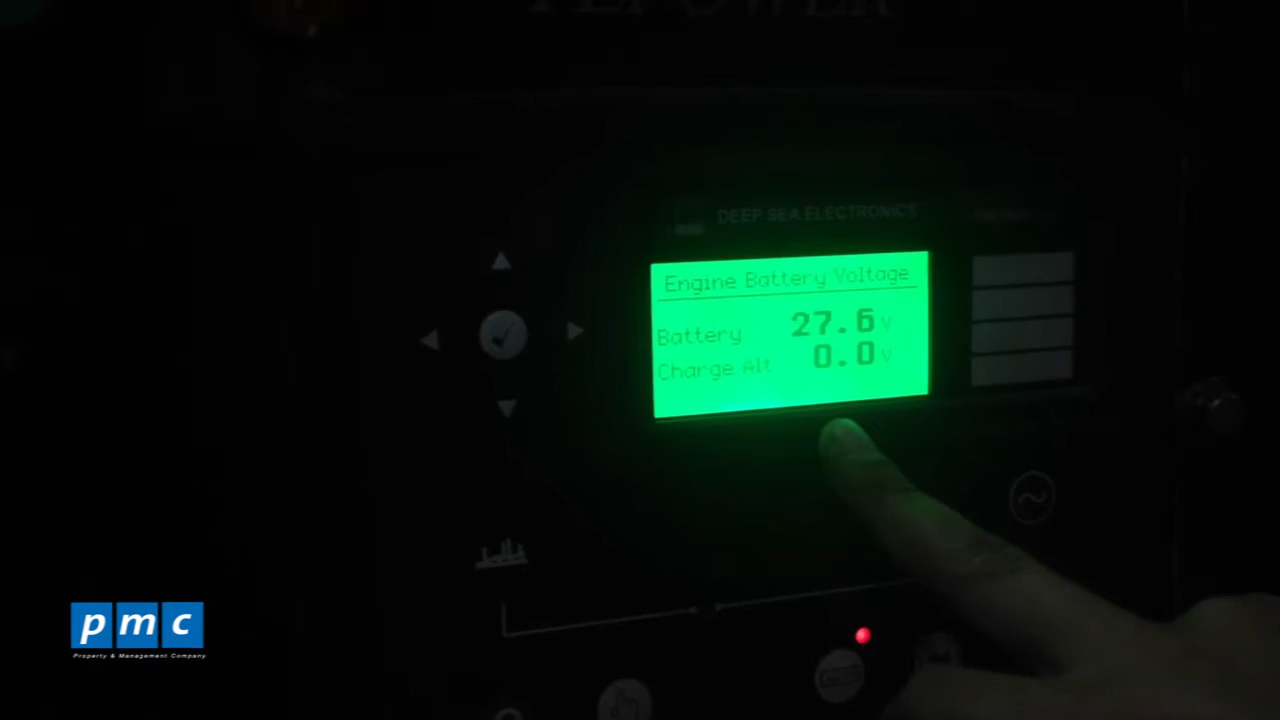 DEEP SEA ELECTRONICS
Engine Battery Voltage
Battery 27.6 V
Charge Alt 0.0 V
pmc
Property & Management Company